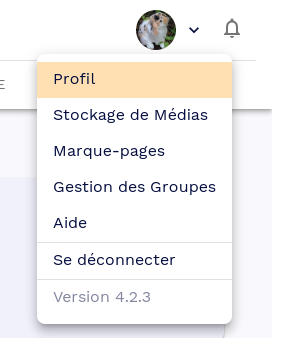 E
Profil
Stockage de Médias
Marque-pages
Gestion des Groupes
Aide
Se déconnecter
Version 4.2.3